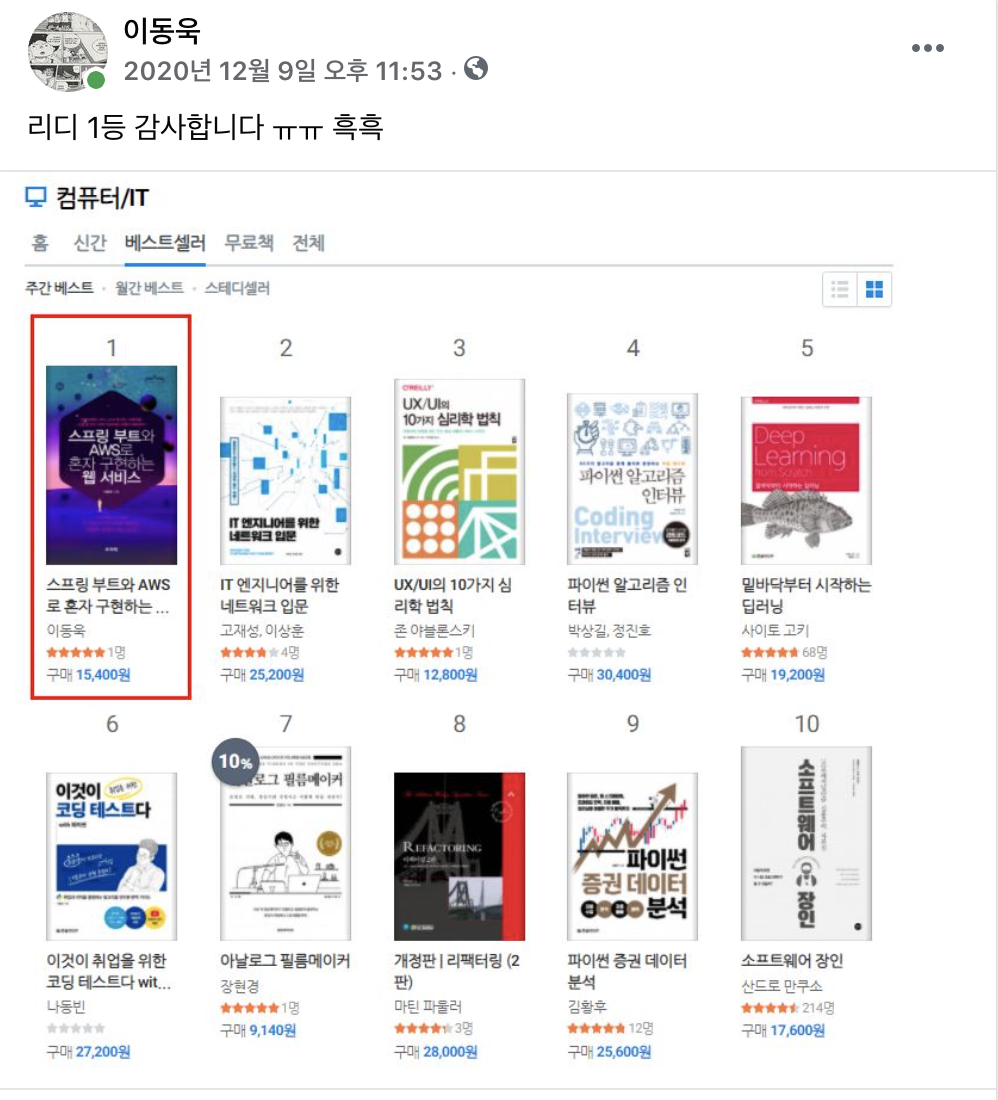 이동욱
2020년 12월 9일 오후 11:53 ·
리디 1등 감사합니다 ㅠㅠ 흑흑
컴퓨터/IT
홈 신간 베스트셀러 무료책 전체
주간 베스트 · 월간 베스트 · 스테디셀러
1 2 3 4 5
스프링 부트와
AWS로
혼자 구현하는
웹 서비스
IT 엔지니어를 위한
네트워크 입문
O'REILLY
UX/UI의
10가지 심리학 법칙
파이썬 알고리즘
인터뷰
Coding
Interview
Deep
Learning
from Scratch
밑바닥부터 시작하는 딥러닝
스프링 부트와 AWS
로 혼자 구현하는 ...
이동욱
1명
구매 15,400원
IT 엔지니어를 위한
네트워크 입문
고재성, 이상훈
4명
구매 25,200원
UX/UI의 10가지 심
리학 법칙
존 야블론스키
1명
구매 12,800원
파이썬 알고리즘 인
터뷰
박상길, 정진호
구매 30,400원
밑바닥부터 시작하는
딥러닝
사이토 고키
68명
구매 19,200원
6 7 8 9 10
이것이 취업을 위한
코딩 테스트다
with 파이썬
10%
로그 필름메이커
REFACTORING
리팩터링 2판
파이썬
증권 데이터
분석
소프트웨어
장인
이것이 취업을 위한
코딩 테스트다 wit...
나동빈
구매 27,200원
아날로그 필름메이커
장현경
1명
구매 9,140원
개정판 | 리팩터링 (2
판)
마틴 파울러
3명
구매 28,000원
파이썬 증권 데이터
분석
김황후
12명
구매 25,600원
소프트웨어 장인
산드로 만쿠소
214명
구매 17,600원